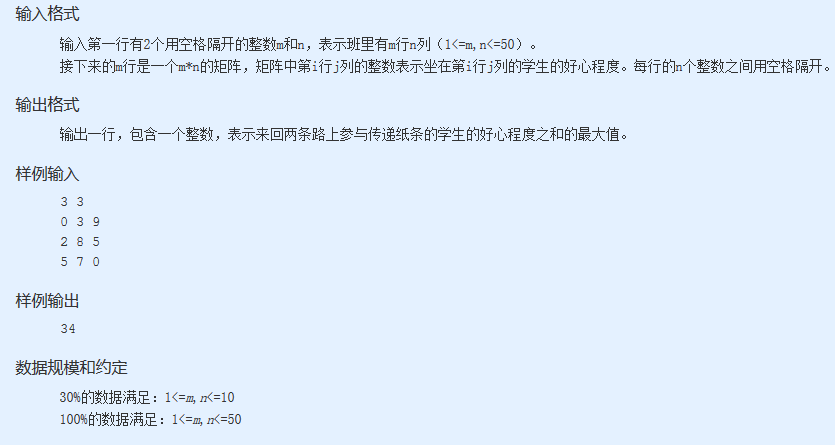 输入格式
输入第一行有2个用空格隔开的整数m和n，表示班里有m行n列（1<=m,n<=50）。
接下来的m行是一个m*n的矩阵，矩阵中第i行j列的整数表示坐在第i行j列的学生的好心程度。每行的n个整数之间用空格隔开。
输出格式
输出一行，包含一个整数，表示来回两条路上参与传递纸条的学生的好心程度之和的最大值。
样例输入
3 3
0 3 9
2 8 5
5 7 0
样例输出
34
数据规模和约定
30%的数据满足：1<=m,n<=10
100%的数据满足：1<=m,n<=50